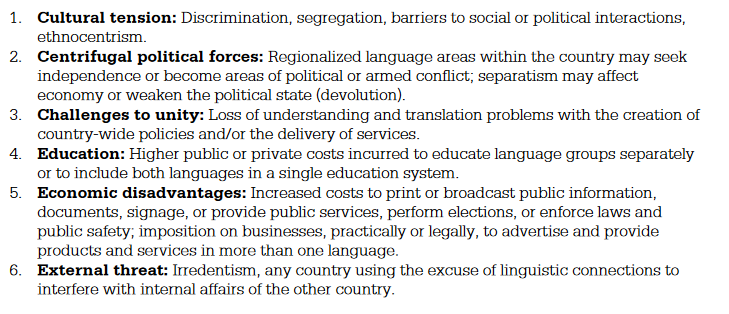 1. Cultural tension: Discrimination, segregation, barriers to social or political interactions,
ethnocentrism.
2. Centrifugal political forces: Regionalized language areas within the country may seek
independence or become areas of political or armed conflict; separatism may affect
economy or weaken the political state (devolution).
3. Challenges to unity: Loss of understanding and translation problems with the creation of
country-wide policies and/or the delivery of services.
4. Education: Higher public or private costs incurred to educate language groups separately
or to include both languages in a single education system.
5. Economic disadvantages: Increased costs to print or broadcast public information,
documents, signage, or provide public services, perform elections, or enforce laws and
public safety; imposition on businesses, practically or legally, to advertise and provide
products and services in more than one language.
6. External threat: Irredentism, any country using the excuse of linguistic connections to
interfere with internal affairs of the other country.